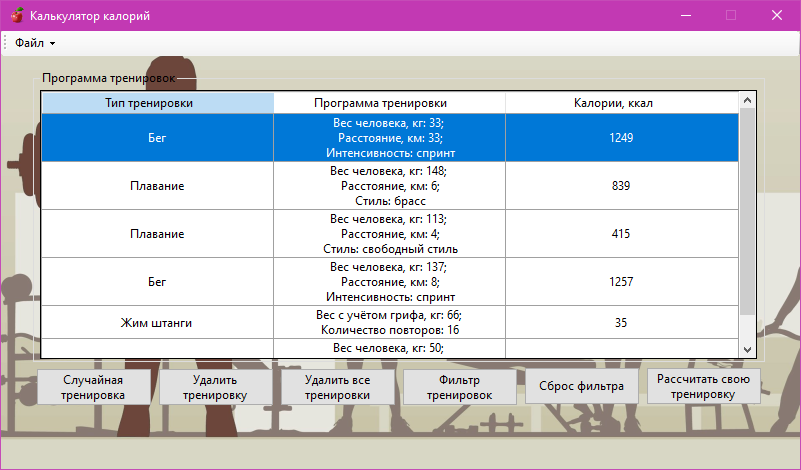 Калькулятор калорий
Файл
Программа тренировок
Тип тренировки Программа тренировки Калории, ккал
Вес человека, кг: 33;
Бег Расстояние, км: 33; 1249
Интенсивность: спринт
Вес человека, кг: 148;
Плавание Расстояние, км: 6; 839
Стиль: брасс
Вес человека, кг: 113;
Плавание Расстояние, км: 4; 415
Стиль: свободный стиль
Вес человека, кг: 137;
Бег Расстояние, км: 8; 1257
Интенсивность: спринт
Жим штанги Вес с учётом грифа, кг: 66; 35
Количество повторов: 16
Вес человека, кг: 50;
Случайная
тренировка
Удалить
тренировку
Удалить все
тренировки
Фильтр
тренировок
Сброс фильтра
Рассчитать свою
тренировку